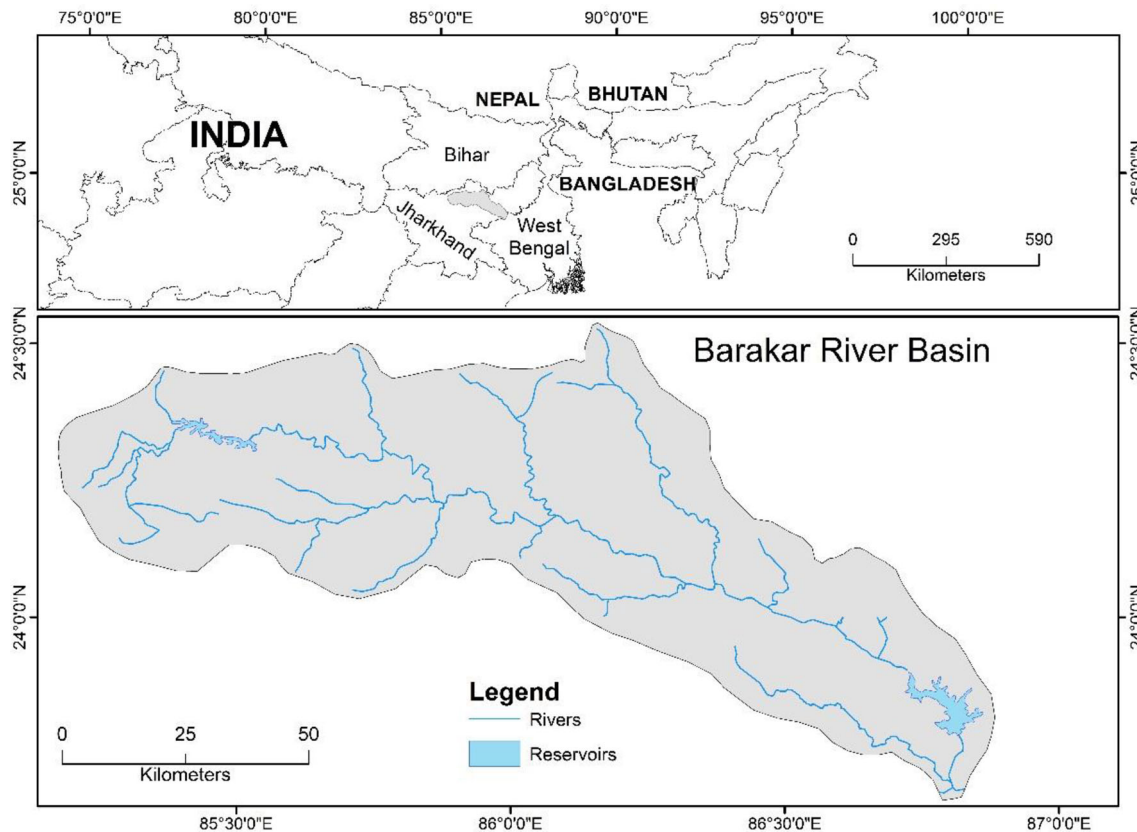 75°0'0"E 80°0'0"E 85°0'0"E 90°0'0"E 95°0'0"E 100°0'0"E
NEPAL BHUTAN
INDIA
Bihar
25°0'0"N 25°0'0"N
BANGLADESH
Jharkhand
West
Bengal
0 295 590
Kilometers
24°30'0"N 24°30'0"N
Barakar River Basin
24°0'0"N 24°0'0"N
Legend
Rivers
Reservoirs
0 25 50
Kilometers
85°30'0"E 86°0'0"E 86°30'0"E 87°0'0"E